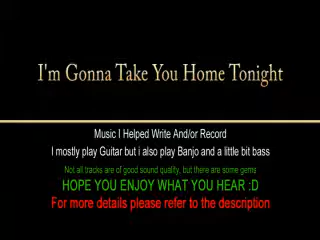 I'm Gonna Take You Home Tonight
Music I Helped Write And/or Record
I mostly play Guitar but i also play Banjo and a little bit bass
Not all tracks are of good sound quality, but there are some gems
HOPE YOU ENJOY WHAT YOU HEAR :D
For more details please refer to the description